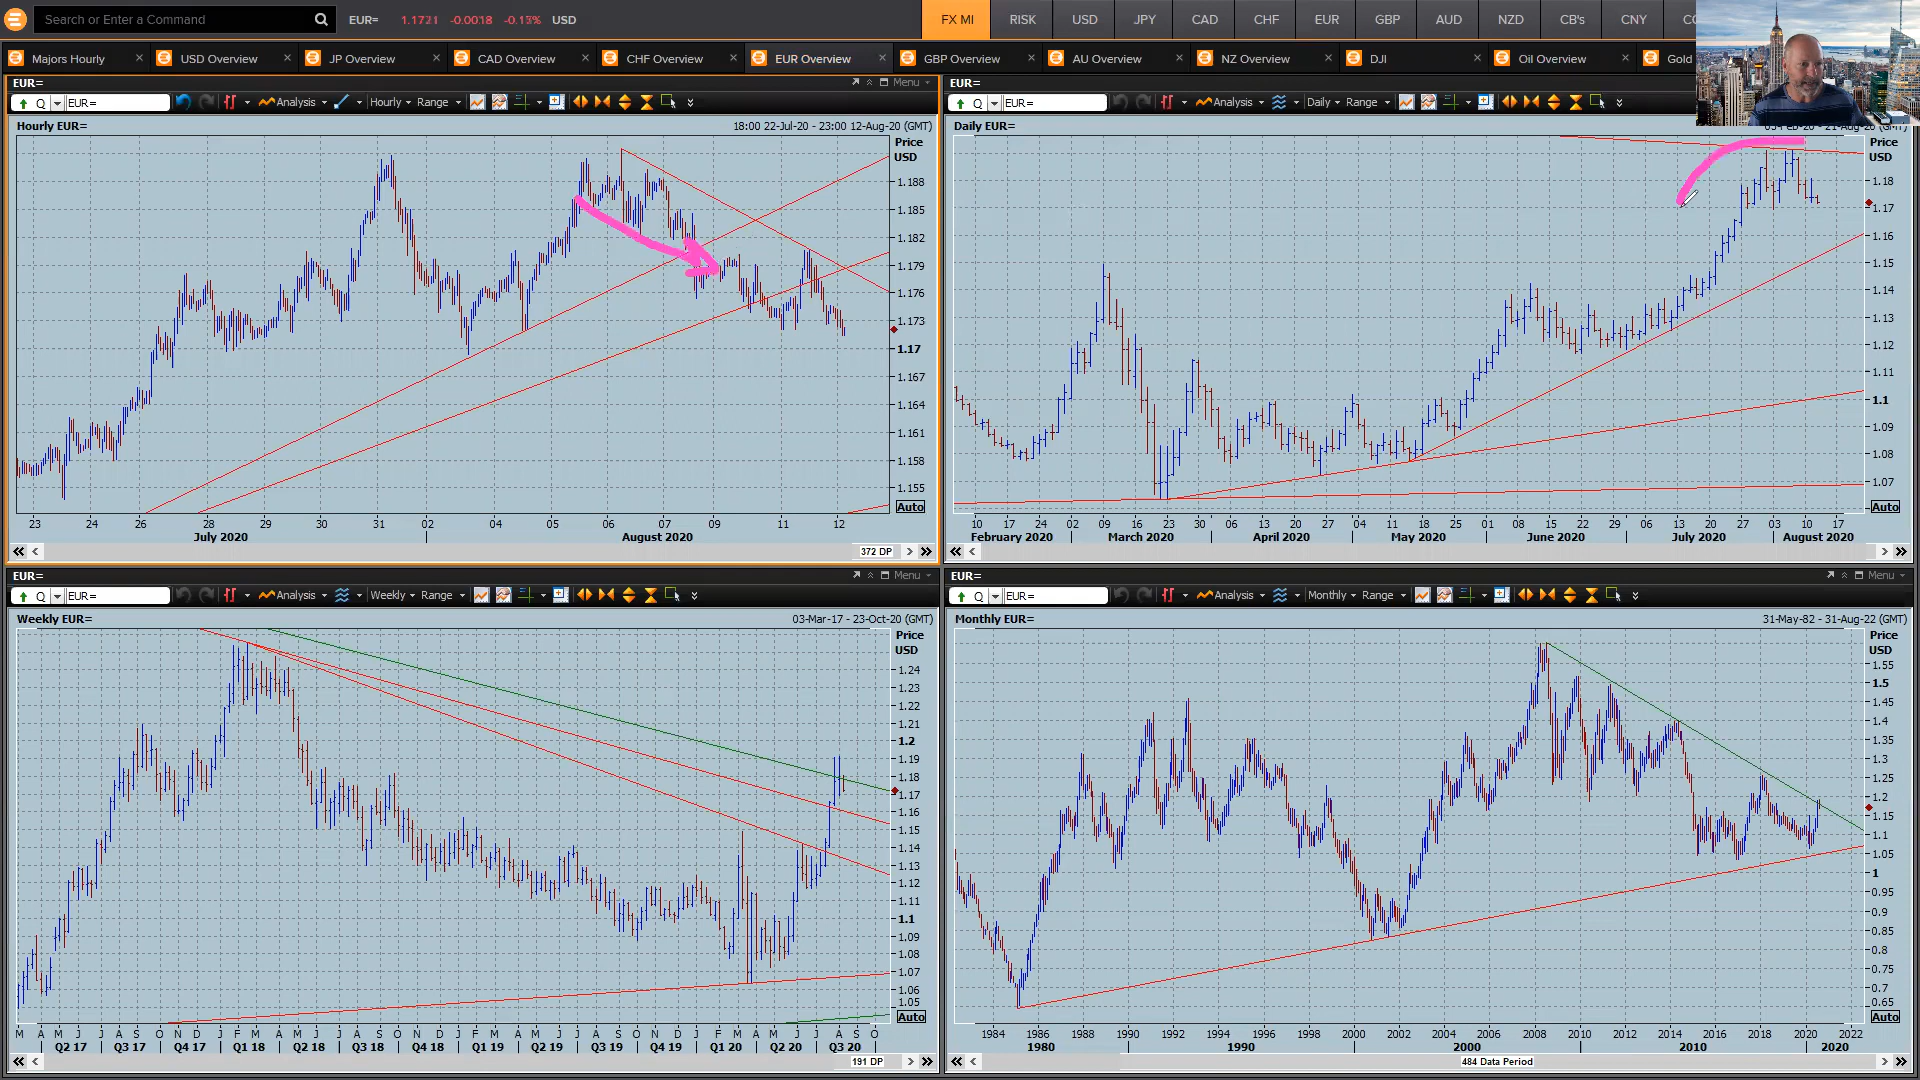 Search or Enter a Command EUR= 1.1721 -0.0018 -0.15% USD FX MI RISK USD JPY CAD CHF EUR GBP AUD NZD CB's CNY
Majors Hourly USD Overview JP Overview CAD Overview CHF Overview EUR Overview GBP Overview AU Overview NZ Overview DJI Oil Overview Gold
EUR= Menu
Q EUR= Analysis Hourly Range
Hourly EUR= 18:00 22-Jul-20 - 23:00 12-Aug-20 (GMT)
Price
USD
1.188
1.185
1.182
1.179
1.176
1.173
1.17
1.167
1.164
1.161
1.158
1.155
Auto
23 24 26 27 28 29 30 31 02 04 05 06 07 09 11 12
July 2020 August 2020
372 DP
EUR=
Q EUR= Analysis Daily Range
Daily EUR=
Price
USD
1.18
1.17
1.16
1.15
1.14
1.13
1.12
1.11
1.1
1.09
1.08
1.07
Auto
10 17 24 02 09 16 23 30 06 13 20 27 04 11 18 25 01 08 15 22 06 13 20 27 03 10 17
February 2020 March 2020 April 2020 May 2020 June 2020 July 2020 August 2020
EUR= Menu
Q EUR= Analysis Weekly Range
Weekly EUR= 03-Mar-17 - 23-Oct-20 (GMT)
Price
USD
1.24
1.23
1.22
1.21
1.2
1.19
1.18
1.17
1.16
1.15
1.14
1.13
1.12
1.11
1.1
1.09
1.08
1.07
1.06
1.05
Auto
M A M J J A S O N D J F M A M J J A S O N D J F M A M J J A S O N D J F M A M J J A S O
Q2 17 Q3 17 Q4 17 Q1 18 Q2 18 Q3 18 Q4 18 Q1 19 Q2 19 Q3 19 Q4 19 Q1 20 Q2 20 Q3 20
191 DP
EUR= Menu
Q EUR= Analysis Monthly Range
Monthly EUR= 31-May-82 - 31-Aug-22 (GMT)
Price
USD
1.55
1.5
1.45
1.4
1.35
1.3
1.25
1.2
1.15
1.1
1.05
1
0.95
0.9
0.85
0.8
0.75
0.7
0.65
Auto
1984 1986 1988 1990 1992 1994 1996 1998 2000 2002 2004 2006 2008 2010 2012 2014 2016 2018 2020 2022
1980 1990 2000 2010 2020
484 Data Period